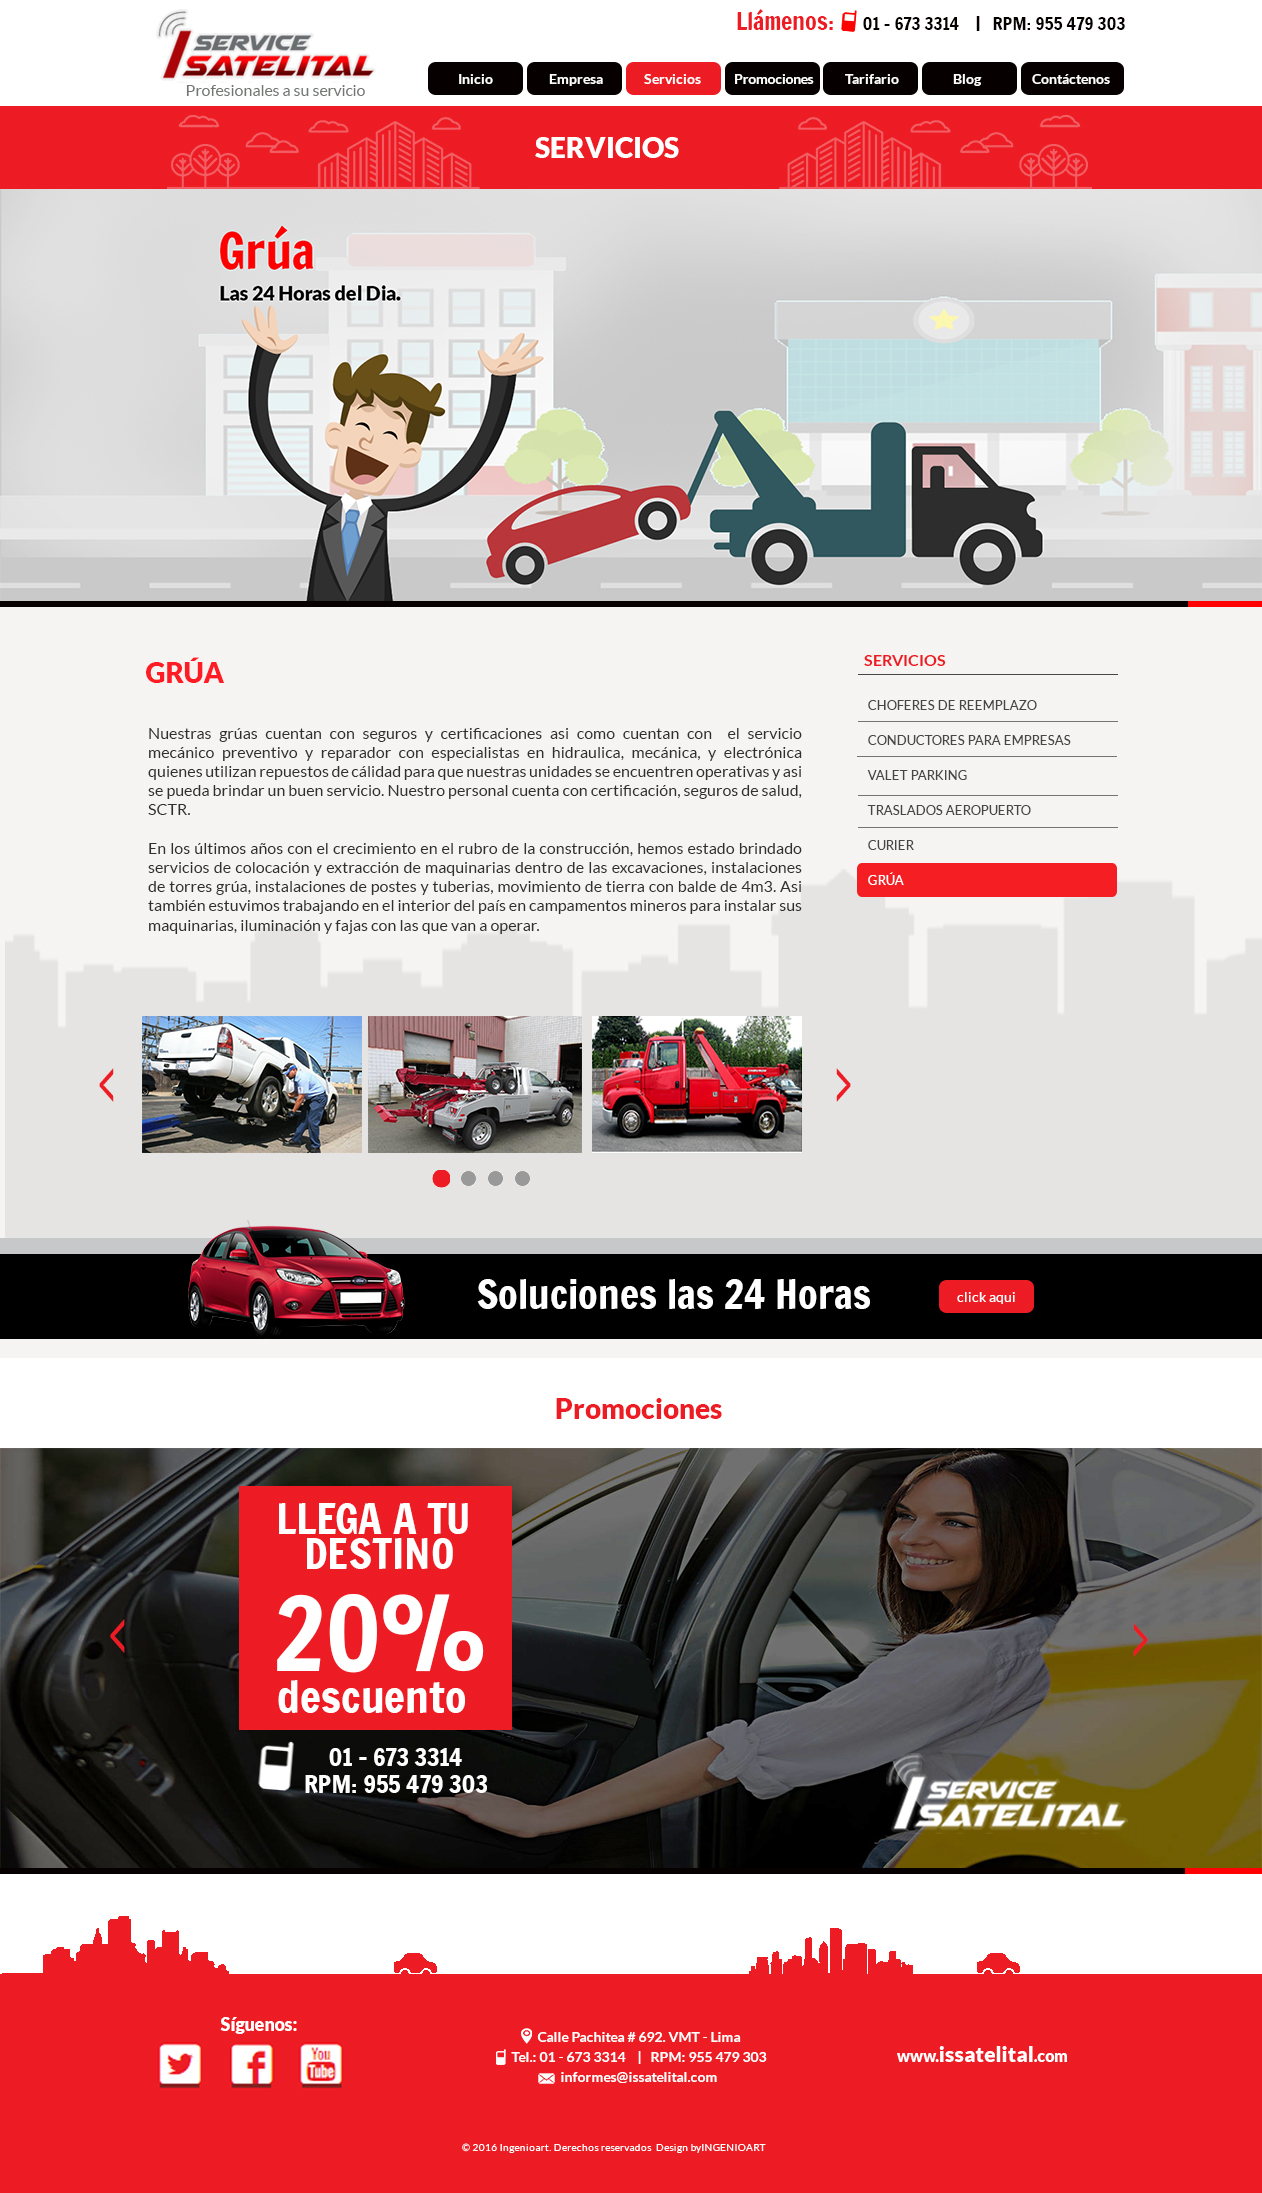 Llámenos: 01 - 673 3314 | RPM: 955 479 303
I SERVICE
SATELITAL
Profesionales a su servicio
Inicio Empresa Servicios Promociones Tarifario Blog Contáctenos
SERVICIOS
Grúa
Las 24 Horas del Dia.
GRÚA
Nuestras grúas cuentan con seguros y certificaciones asi como cuentan con el servicio
mecánico preventivo y reparador con especialistas en hidraulica, mecánica, y electrónica
quienes utilizan repuestos de cálidad para que nuestras unidades se encuentren operativas y asi
se pueda brindar un buen servicio. Nuestro personal cuenta con certificación, seguros de salud,
SCTR.
En los últimos años con el crecimiento en el rubro de la construcción, hemos estado brindado
servicios de colocación y extracción de maquinarias dentro de las excavaciones, instalaciones
de torres grúa, instalaciones de postes y tuberias, movimiento de tierra con balde de 4m3. Asi
también estuvimos trabajando en el interior del país en campamentos mineros para instalar sus
maquinarias, iluminación y fajas con las que van a operar.
SERVICIOS
CHOFERES DE REEMPLAZO
CONDUCTORES PARA EMPRESAS
VALET PARKING
TRASLADOS AEROPUERTO
CURIER
GRÚA
Soluciones las 24 Horas
click aqui
Promociones
LLEGA A TU
DESTINO
20%
descuento
01 - 673 3314
RPM: 955 479 303
I SERVICE
SATELITAL
Síguenos:
You
Tube
Calle Pachitea # 692. VMT - Lima
Tel.: 01 - 673 3314 | RPM: 955 479 303
informes@issatelital.com
www.issatelital.com
© 2016 Ingenioart. Derechos reservados Design byINGENIOART